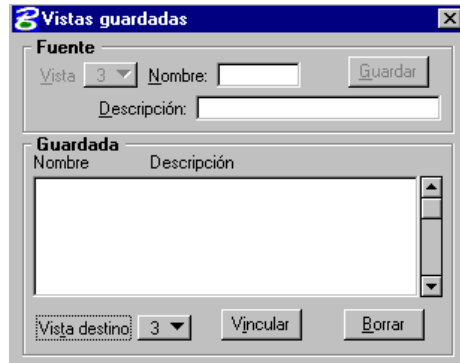 Vistas guardadas
Fuente
Vista 3 Nombre: Guardar
Descripción:
Guardada
Nombre Descripción
Vista destino 3 Vincular Borrar